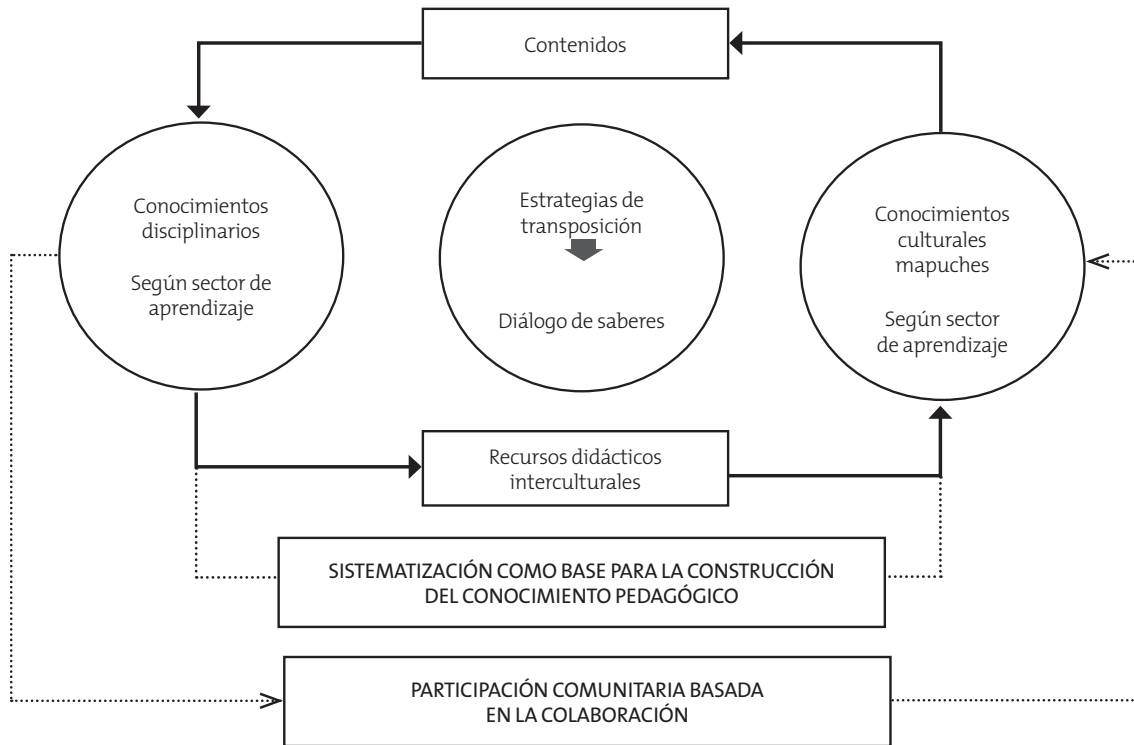 Contenidos
Conocimientos
disciplinarios
Según sector de
aprendizaje
Estrategias de
transposición
Diálogo de saberes
Conocimientos
culturales
mapuches
Según sector
de aprendizaje
Recursos didácticos
interculturales
SISTEMATIZACIÓN COMO BASE PARA LA CONSTRUCCIÓN
DEL CONOCIMIENTO PEDAGÓGICO
PARTICIPACIÓN COMUNITARIA BASADA
EN LA COLABORACIÓN